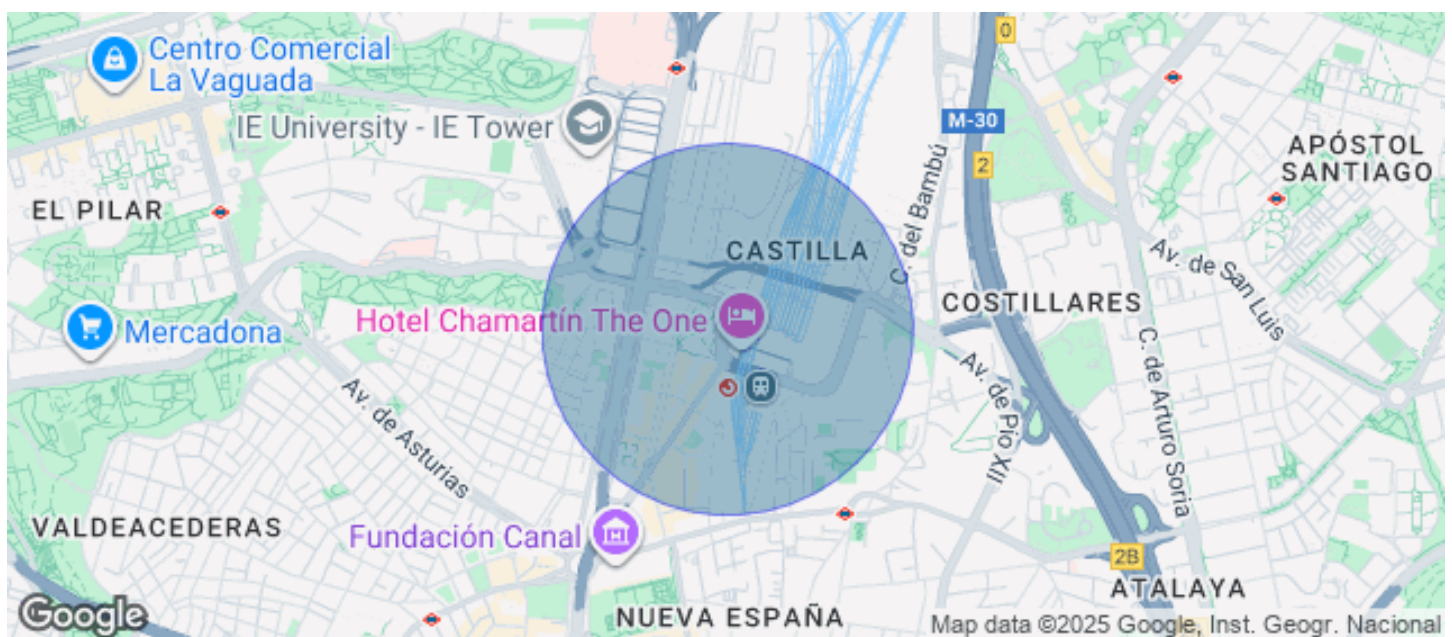 Centro Comercial
La Vaguada
IE University - IE Tower
0
M-30
2
APÓSTOL
SANTIAGO
EL PILAR
CASTILLA
C. del Bambú
Av. de San Luis
COSTILLARES
Hotel Chamartín The One
Mercadona
Av. de Asturias
Av. de Pío XII
C. de Arturo Soria
VALDEACEDERAS
Fundación Canal
2B
ATALAYA
NUEVA ESPAÑA
Google
Map data ©2025 Google, Inst. Geogr. Nacional